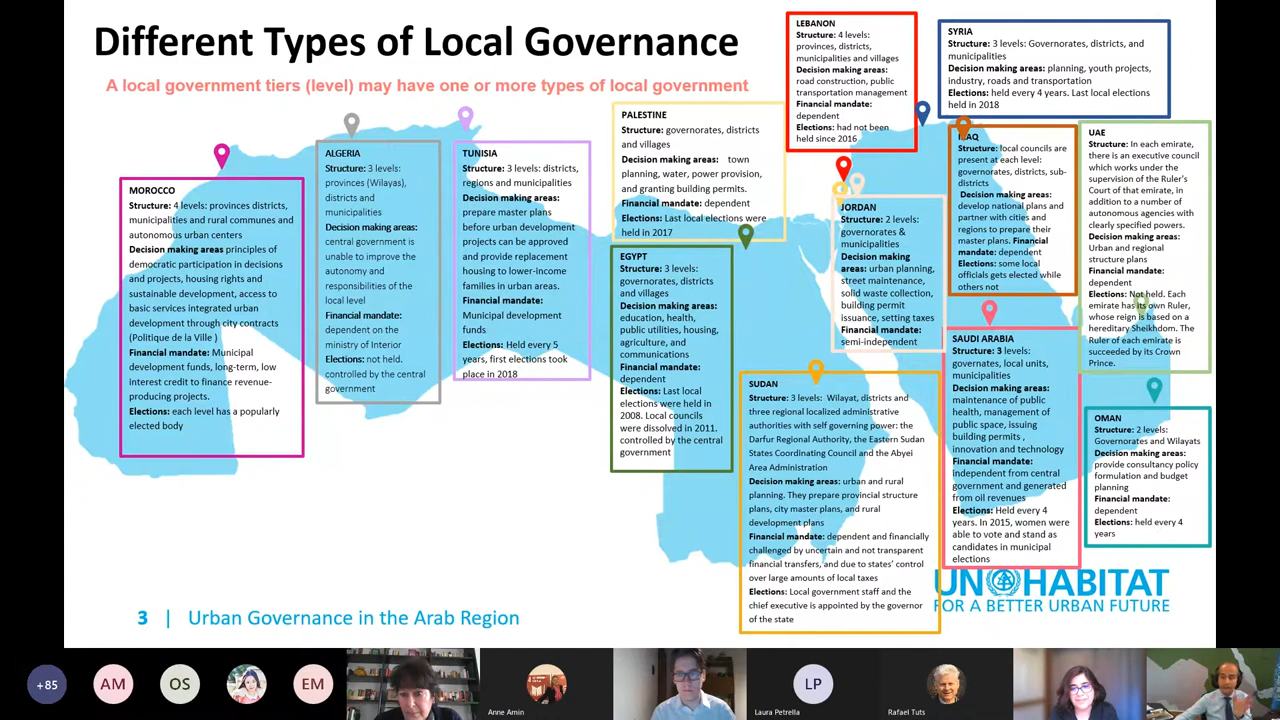 Different Types of Local Governance
A local government tiers (level) may have one or more types of local government
MOROCCO
Structure: 4 levels: provinces districts,
municipalities and rural communes and
autonomous urban centers
Decision making areas principles of
democratic participation in decisions
and projects, housing rights and
sustainable development, access to
basic services integrated urban
development through city contracts
(Politique de la Ville )
Financial mandate: Municipal
development funds, long-term, low
interest credit to finance revenue-
producing projects.
Elections: each level has a popularly
elected body
ALGERIA
Structure: 3 levels:
provinces (Wilayas),
districts and
municipalities
Decision making areas:
central government is
unable to improve the
autonomy and
responsibilities of the
local level
Financial mandate:
dependent on the
ministry of Interior
Elections: not held.
controlled by the central
government
TUNISIA
Structure: 3 levels: districts,
regions and municipalities
Decision making areas:
prepare master plans
before urban development
projects can be approved
and provide replacement
housing to lower-income
families in urban areas.
Financial mandate:
Municipal development
funds
Elections: Held every 5
years, first elections took
place in 2018
PALESTINE
Structure: governorates, districts
and villages
Decision making areas: town
planning, water, power provision,
and granting building permits.
Financial mandate: dependent
Elections: Last local elections were
held in 2017
EGYPT
Structure: 3 levels:
governorates, districts
and villages
Decision making areas:
education, health,
public utilities, housing,
agriculture, and
communications
Financial mandate:
dependent
Elections: Last local
elections were held in
2008. Local councils
were dissolved in 2011.
controlled by the central
government
LEBANON
Structure: 4 levels:
provinces, districts,
municipalities and villages
Decision making areas:
road construction, public
transportation management
Financial mandate:
dependent
Elections: had not been
held since 2016
SYRIA
Structure: 3 levels: Governorates, districts, and
municipalities
Decision making areas: planning, youth projects,
industry, roads and transportation
Elections: held every 4 years. Last local elections
held in 2018
JORDAN
Structure: 2 levels:
governorates &
municipalities
Decision making
areas: urban planning,
street maintenance,
solid waste collection,
building permit
issuance, setting taxes
Financial mandate:
semi-independent
IRAQ
Structure: local councils are
present at each level:
governorates, districts, sub-
districts
Decision making areas:
develop national plans and
partner with cities and
regions to prepare their
master plans. Financial
mandate: dependent
Elections: some local
officials gets elected while
others not
UAE
Structure: In each emirate,
there is an executive council
which works under the
supervision of the Ruler's
Court of that emirate, in
addition to a number of
autonomous agencies with
clearly specified powers.
Decision making areas:
Urban and regional
structure plans
Financial mandate:
dependent
Elections: Not held. Each
emirate has its own Ruler,
whose reign is based on a
hereditary Sheikhdom. The
Ruler of each emirate is
succeeded by its Crown
Prince.
SUDAN
Structure: 3 levels: Wilayat, districts and
three regional localized administrative
authorities with self governing power: the
Darfur Regional Authority, the Eastern Sudan
States Coordinating Council and the Abyei
Area Administration
Decision making areas: urban and rural
planning. They prepare provincial structure
plans, city master plans, and rural
development plans
Financial mandate: dependent and financially
challenged by uncertain and not transparent
financial transfers, and due to states' control
over large amounts of local taxes
Elections: Local government staff and the
chief executive is appointed by the governor
of the state
SAUDI ARABIA
Structure: 3 levels:
governates, local units,
municipalities
Decision making areas:
maintenance of public
health, management of
public space, issuing
building permits ,
innovation and technology
Financial mandate:
independent from central
government and generated
from oil revenues
Elections: Held every 4
years. In 2015, women were
able to vote and stand as
candidates in municipal
elections
OMAN
Structure: 2 levels:
Governorates and Wilayats
Decision making areas:
provide consultancy policy
formulation and budget
planning
Financial mandate:
dependent
Elections: held every 4
years
UN HABITAT
FOR A BETTER URBAN FUTURE
3 | Urban Governance in the Arab Region
+85
AM
OS
EM
Anne Amin
LP
Laura Petrella
Rafael Tuts